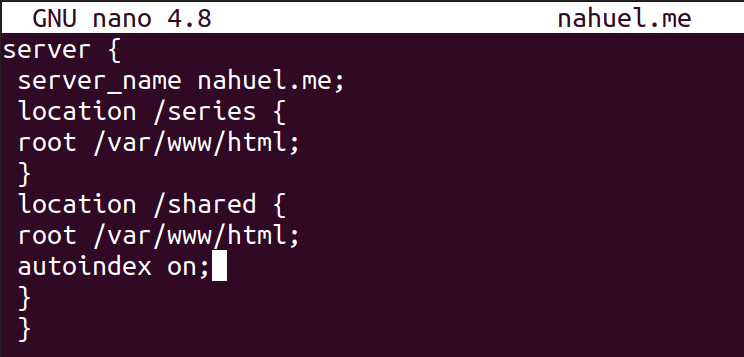 GNU nano 4.8 nahuel.me
server {
server_name nahuel.me;
location /series {
root /var/www/html;
}
location /shared {
root /var/www/html;
autoindex on;
}
}